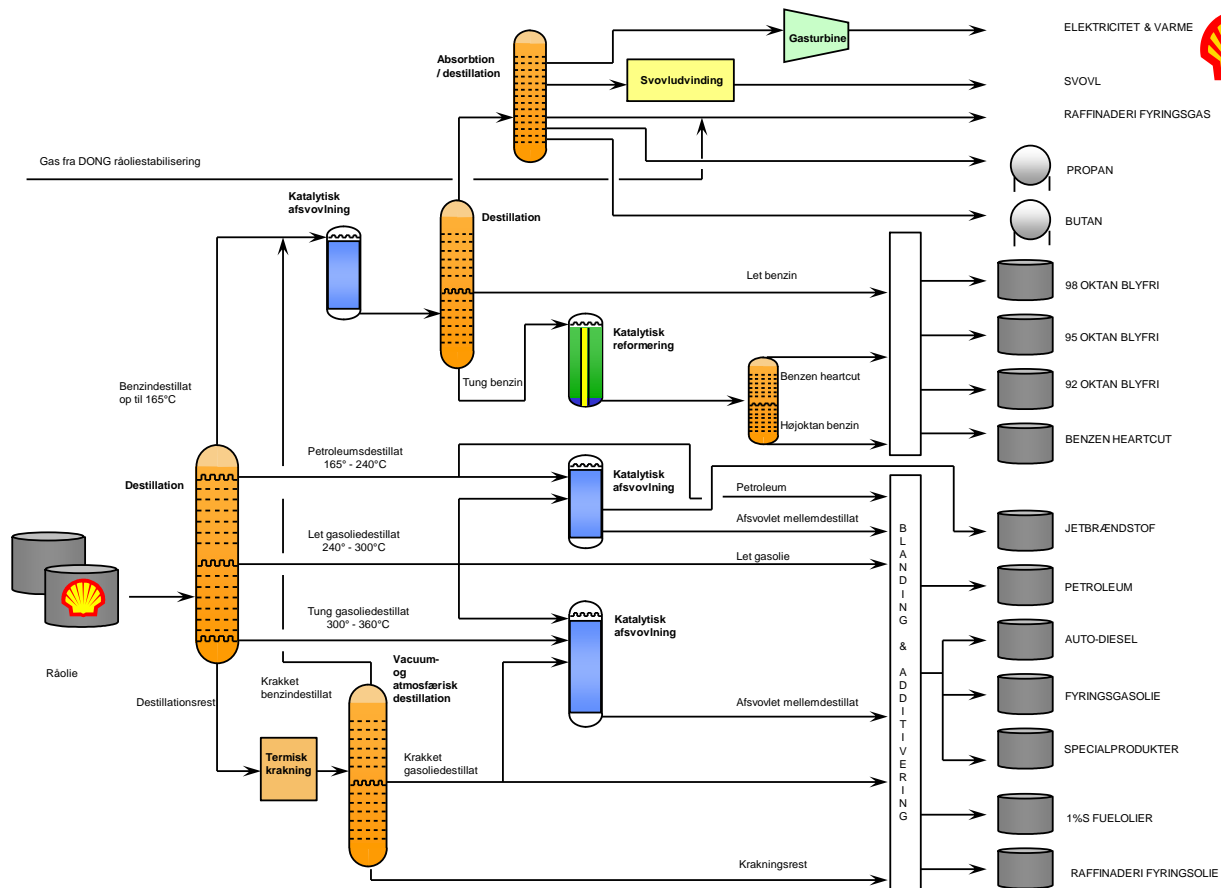 ELEKTRICITET & VARME
Gasturbine
Absorbtion
/ destillation
Svovludvinding
SVOVL
RAFFINADERI FYRINGSGAS
Gas fra DONG råoliestabilisering
PROPAN
Katalytisk
afsvovlning
Destillation
BUTAN
Let benzin
98 OKTAN BLYFRI
Katalytisk
reformering
95 OKTAN BLYFRI
Benzindestillat
op til 165°C
Tung benzin
Benzen heartcut
92 OKTAN BLYFRI
Højoktan benzin
BENZEN HEARTCUT
Petroleumsdestillat
165° - 240°C
Destillation
Katalytisk
afsvovlning
Petroleum
Afsvovlet mellemdestillat
JETBRÆNDSTOF
Let gasoliedestillat
240° - 300°C
Let gasolie
BLANDING & ADDITIVERING
PETROLEUM
Tung gasoliedestillat
300° - 360°C
Katalytisk
afsvovlning
AUTO-DIESEL
Råolie
Krakket
benzindestillat
Vacuum-
og
atmosfærisk
destillation
Destillationsrest
FYRINGSGASOLIE
Afsvovlet mellemdestillat
Termisk
krakning
Krakket
gasoliedestillat
SPECIALPRODUKTER
1%S FUELOLIER
Krakningsrest
RAFFINADERI FYRINGSOLIE